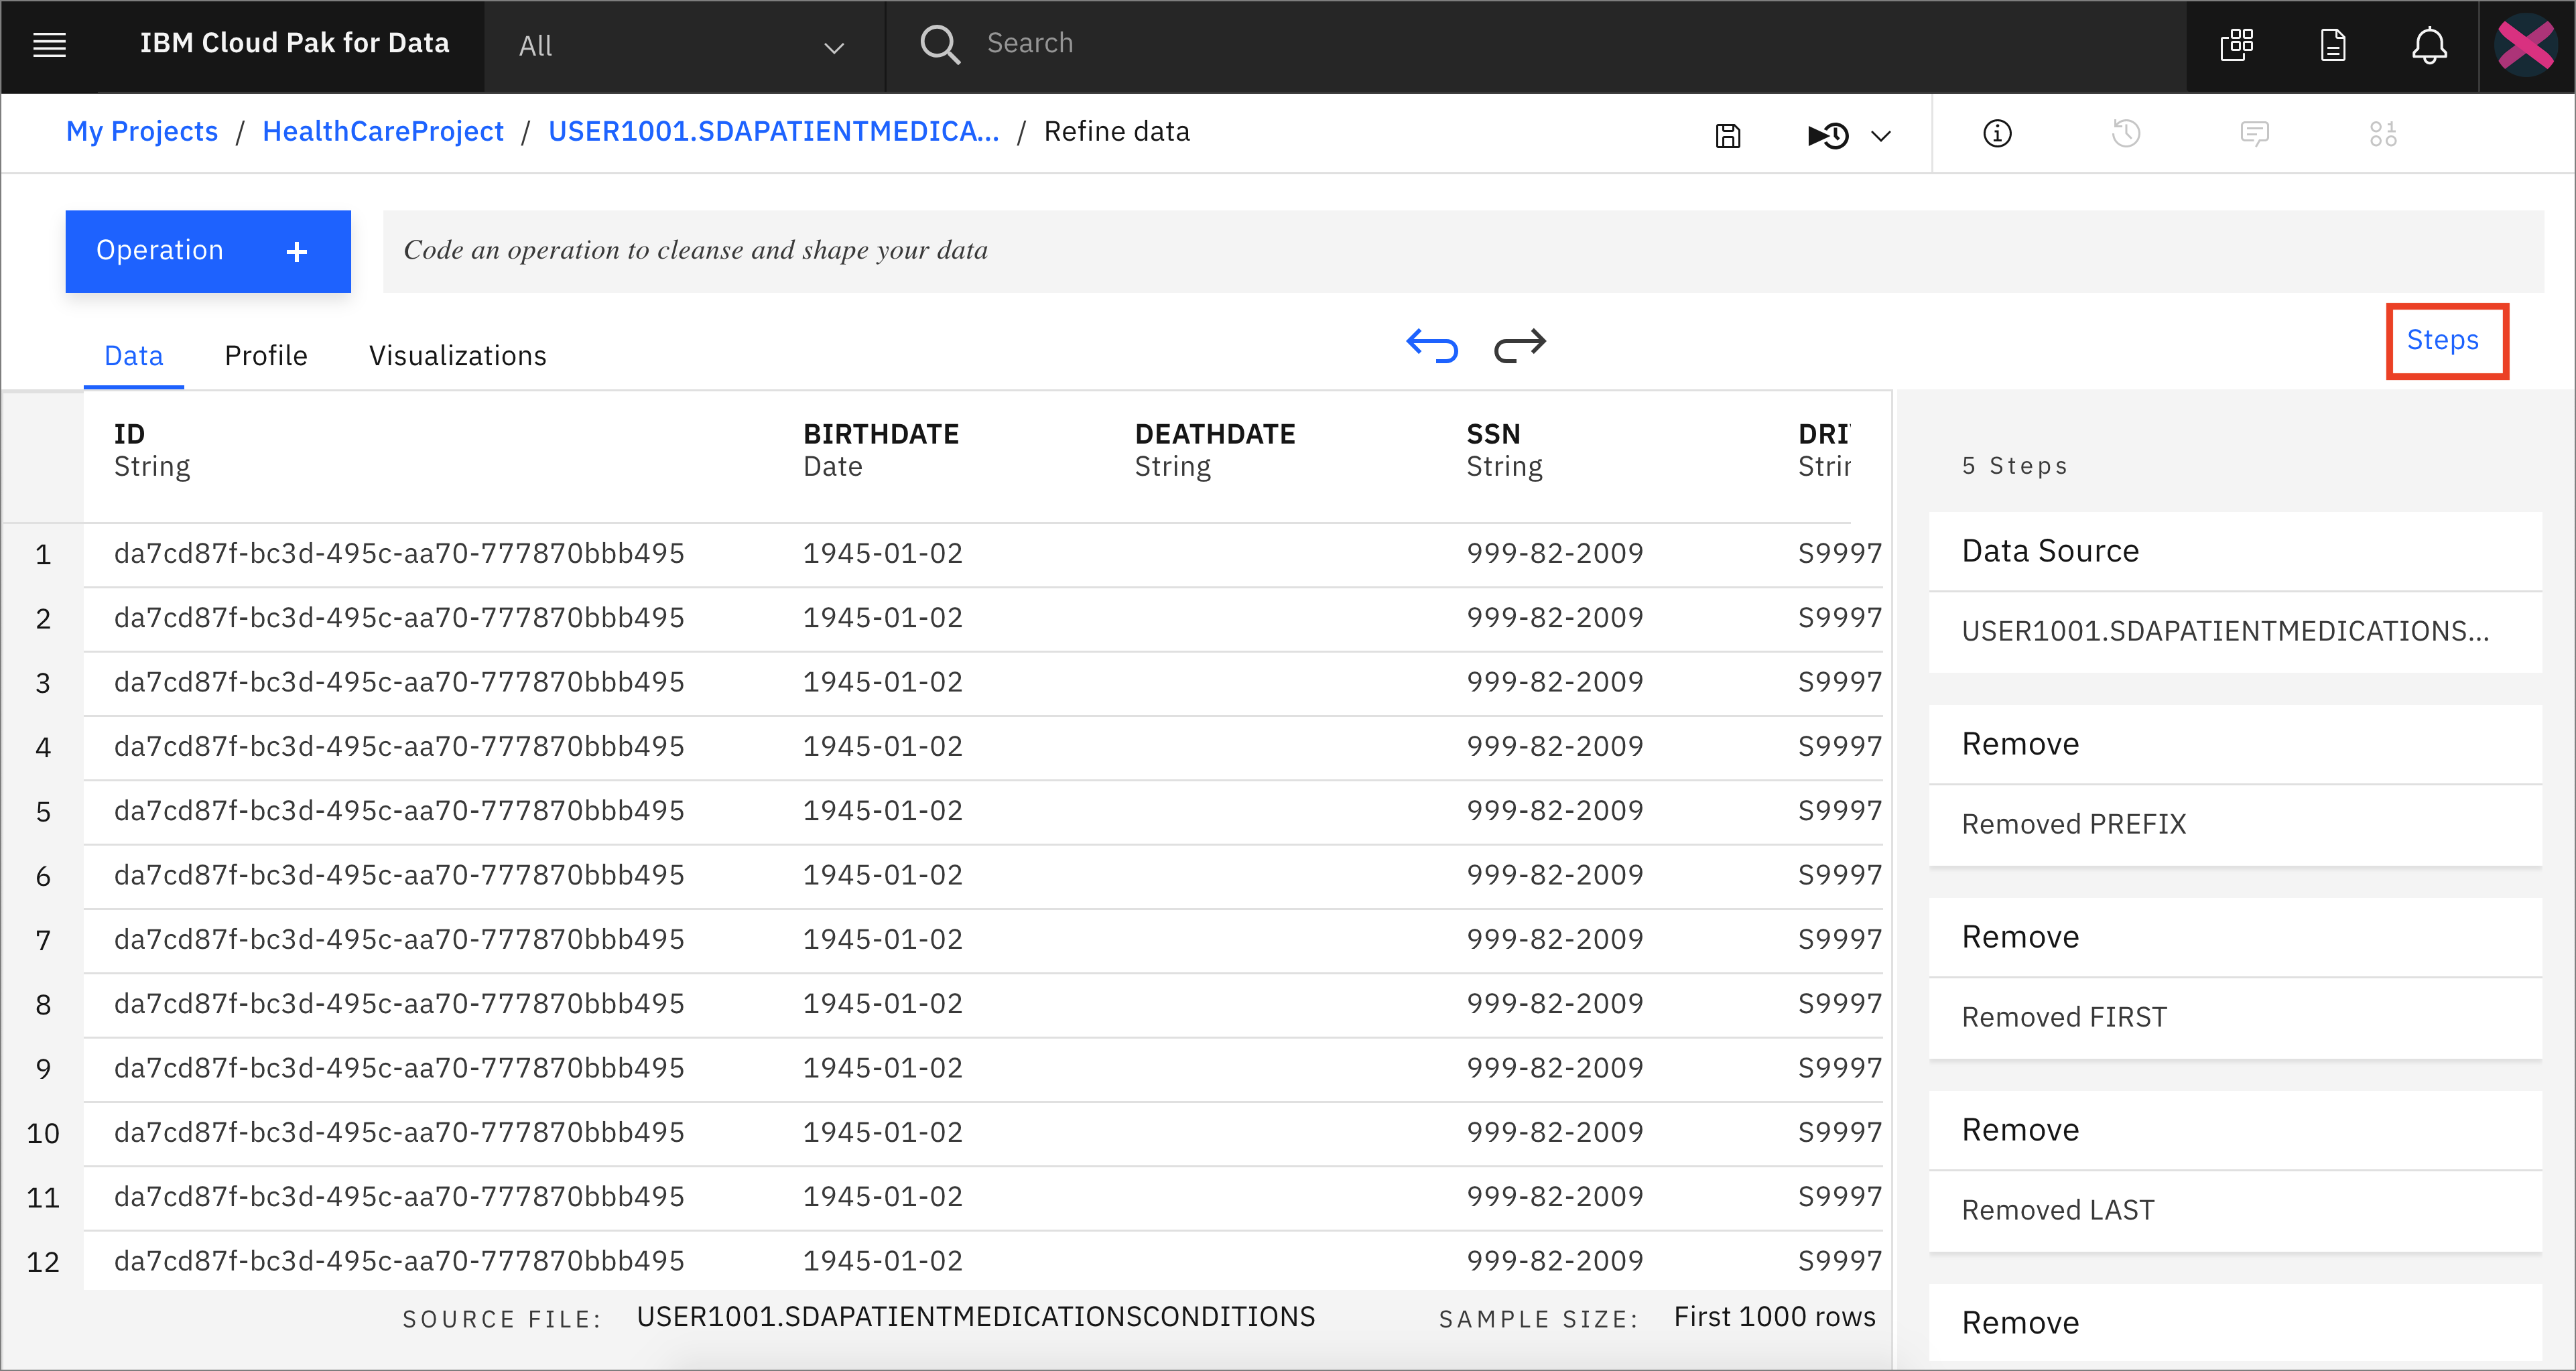 IBM Cloud Pak for Data All Search
My Projects / HealthCareProject / USER1001.SDAPATIENTMEDICA... / Refine data
Operation + Code an operation to cleanse and shape your data
Data Profile Visualizations Steps
ID BIRTHDATE DEATHDATE SSN DRI
String Date String String Strin
1 da7cd87f-bc3d-495c-aa70-777870bbb495 1945-01-02 999-82-2009 S9997
2 da7cd87f-bc3d-495c-aa70-777870bbb495 1945-01-02 999-82-2009 S9997
3 da7cd87f-bc3d-495c-aa70-777870bbb495 1945-01-02 999-82-2009 S9997
4 da7cd87f-bc3d-495c-aa70-777870bbb495 1945-01-02 999-82-2009 S9997
5 da7cd87f-bc3d-495c-aa70-777870bbb495 1945-01-02 999-82-2009 S9997
6 da7cd87f-bc3d-495c-aa70-777870bbb495 1945-01-02 999-82-2009 S9997
7 da7cd87f-bc3d-495c-aa70-777870bbb495 1945-01-02 999-82-2009 S9997
8 da7cd87f-bc3d-495c-aa70-777870bbb495 1945-01-02 999-82-2009 S9997
9 da7cd87f-bc3d-495c-aa70-777870bbb495 1945-01-02 999-82-2009 S9997
10 da7cd87f-bc3d-495c-aa70-777870bbb495 1945-01-02 999-82-2009 S9997
11 da7cd87f-bc3d-495c-aa70-777870bbb495 1945-01-02 999-82-2009 S9997
12 da7cd87f-bc3d-495c-aa70-777870bbb495 1945-01-02 999-82-2009 S9997
SOURCE FILE: USER1001.SDAPATIENTMEDICATIONSCONDITIONS SAMPLE SIZE: First 1000 rows
5 Steps
Data Source
USER1001.SDAPATIENTMEDICATIONS...
Remove
Removed PREFIX
Remove
Removed FIRST
Remove
Removed LAST
Remove